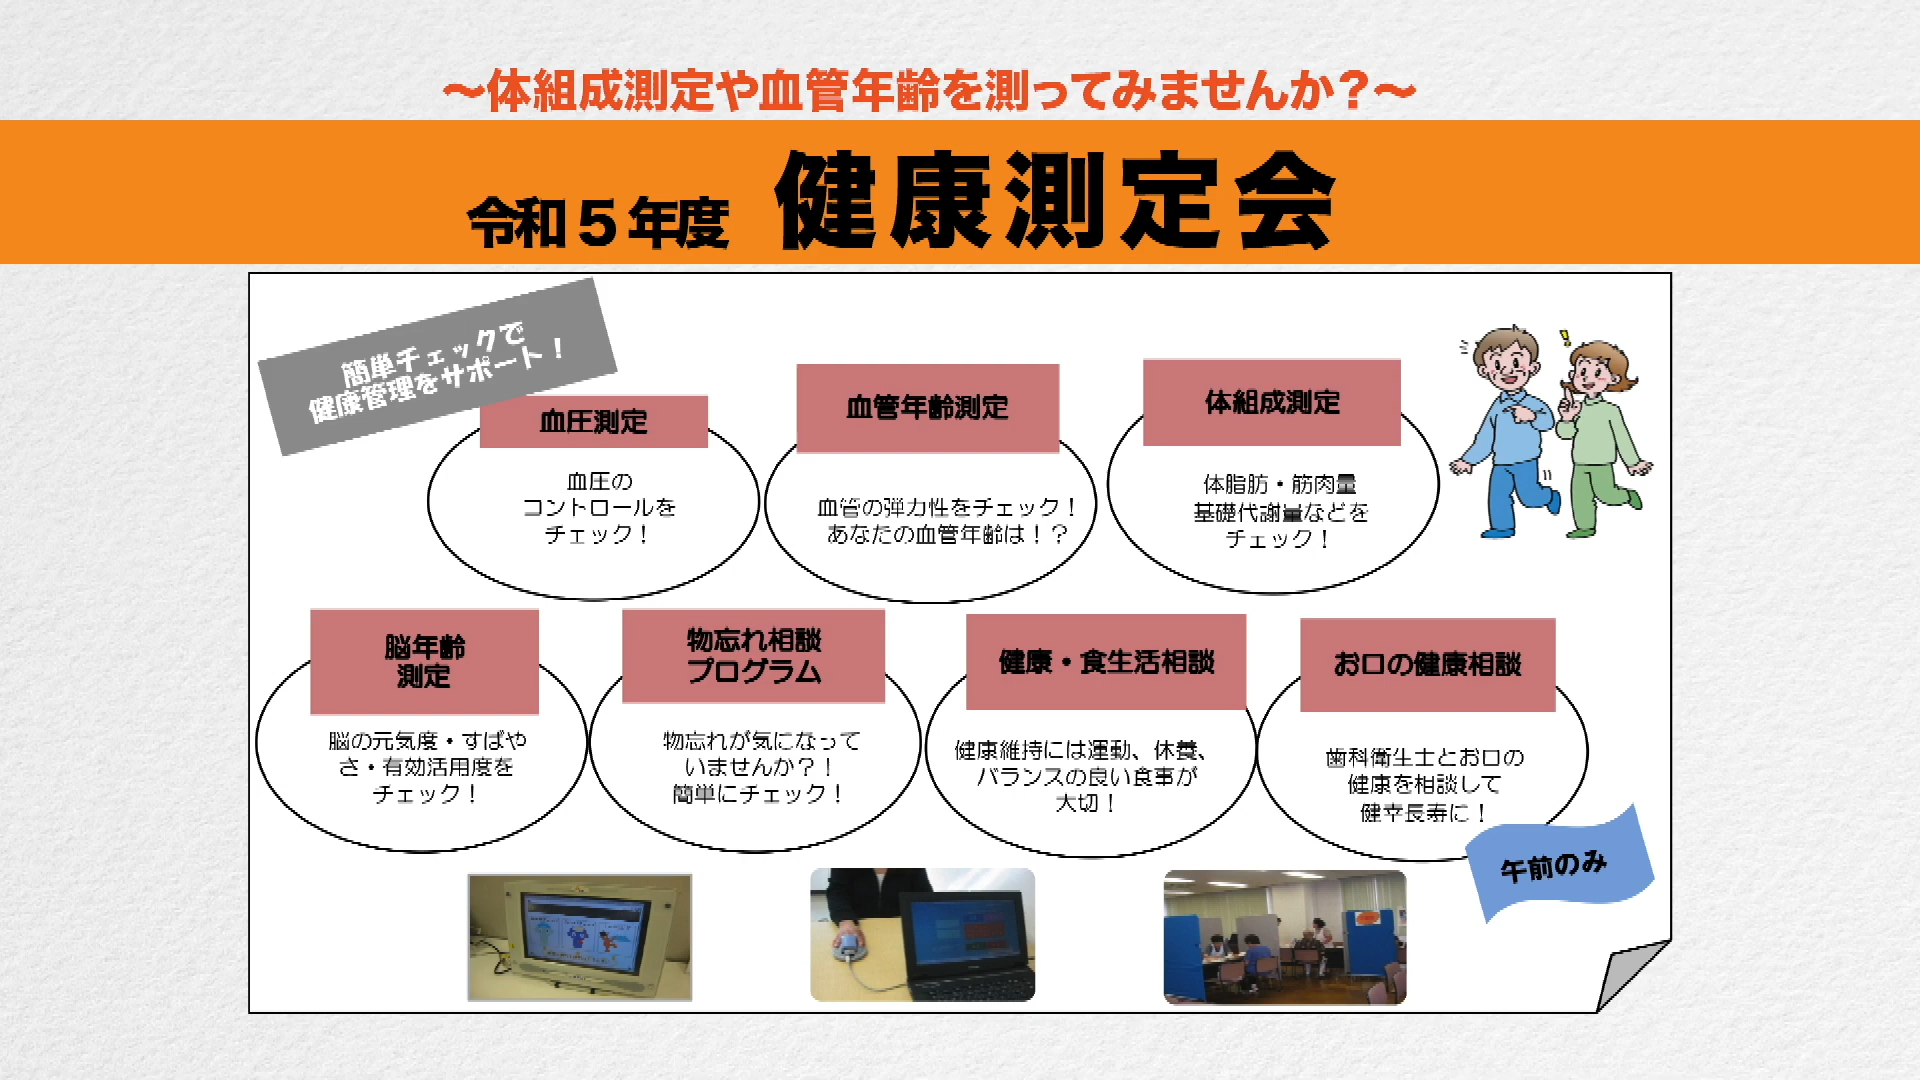 ～体組成測定や血管年齢を測ってみませんか？～
令和５年度 健康測定会
簡単チェックで
健康管理をサポート！
血圧測定
血圧の
コントロールを
チェック！
血管年齢測定
血管の弾力性をチェック！
あなたの血管年齢は！？
体組成測定
体脂肪・筋肉量
基礎代謝量などを
チェック！
脳年齢
測定
脳の元気度・すばや
さ・有効活用度を
チェック！
物忘れ相談
プログラム
物忘れが気になって
いませんか？！
簡単にチェック！
健康・食生活相談
健康維持には運動、休養、
バランスの良い食事が
大切！
お口の健康相談
歯科衛生士とお口の
健康を相談して
健幸長寿に！
午前のみ